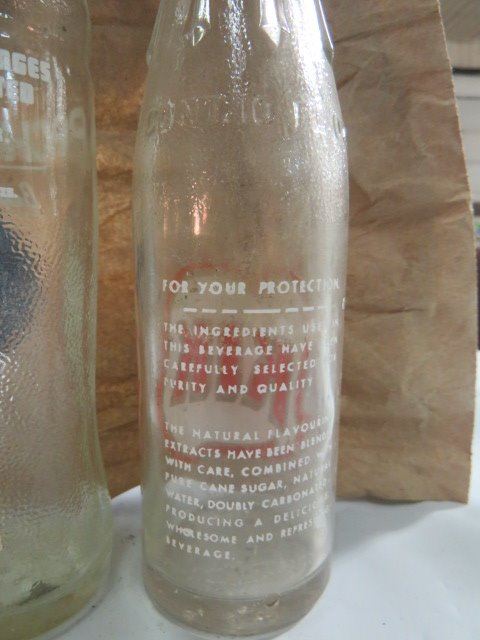 FOR YOUR PROTECTION
THE INGREDIENTS USED IN
THIS BEVERAGE HAVE BEEN
CAREFULLY SELECTED FOR
PURITY AND QUALITY
THE NATURAL FLAVOURING
EXTRACTS HAVE BEEN BLENDED
WITH CARE, COMBINED
PURE CANE SUGAR, NATURAL
WATER, DOUBLY CARBONATED
PRODUCING A DELICIOUS
WHOLESOME AND REFRESHING
BEVERAGE.